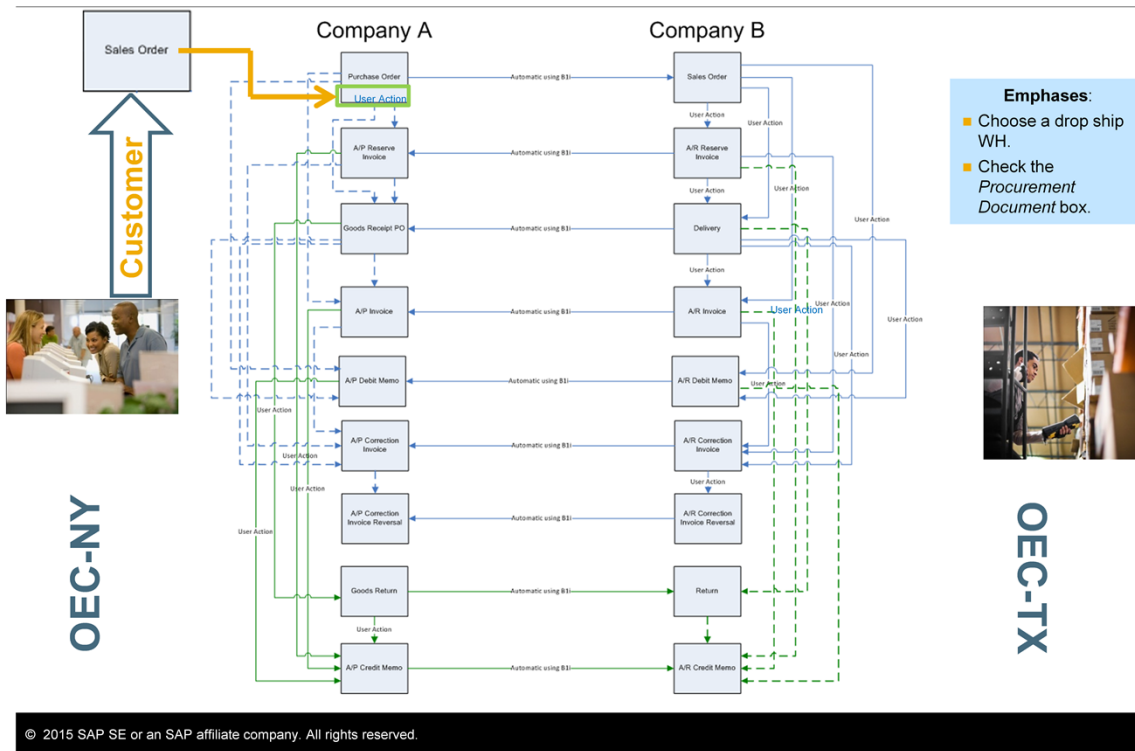 Company A
Company B
Sales Order
Purchase Order
User Action
Automatic using B1i
Sales Order
User Action
Emphases:
Choose a drop ship
WH.
Check the
Procurement
Document box.
Customer
A/P Reserve
Invoice
Automatic using B1i
A/R Reserve
Invoice
User Action
User Action
User Action
Goods Receipt PO
Automatic using B1i
Delivery
User Action
User Action
A/P Invoice
Automatic using B1i
A/R Invoice
User Action
User Action
User Action
A/P Debit Memo
Automatic using B1i
A/R Debit Memo
User Action
User Action
A/P Correction
Invoice
Automatic using B1i
A/R Correction
Invoice
User Action
User Action
User Action
A/P Correction
Invoice Reversal
Automatic using B1i
A/R Correction
Invoice Reversal
User Action
OEC-NY
OEC-TX
Goods Return
Automatic using B1i
Return
User Action
A/P Credit Memo
Automatic using B1i
A/R Credit Memo
© 2015 SAP SE or an SAP affiliate company. All rights reserved.